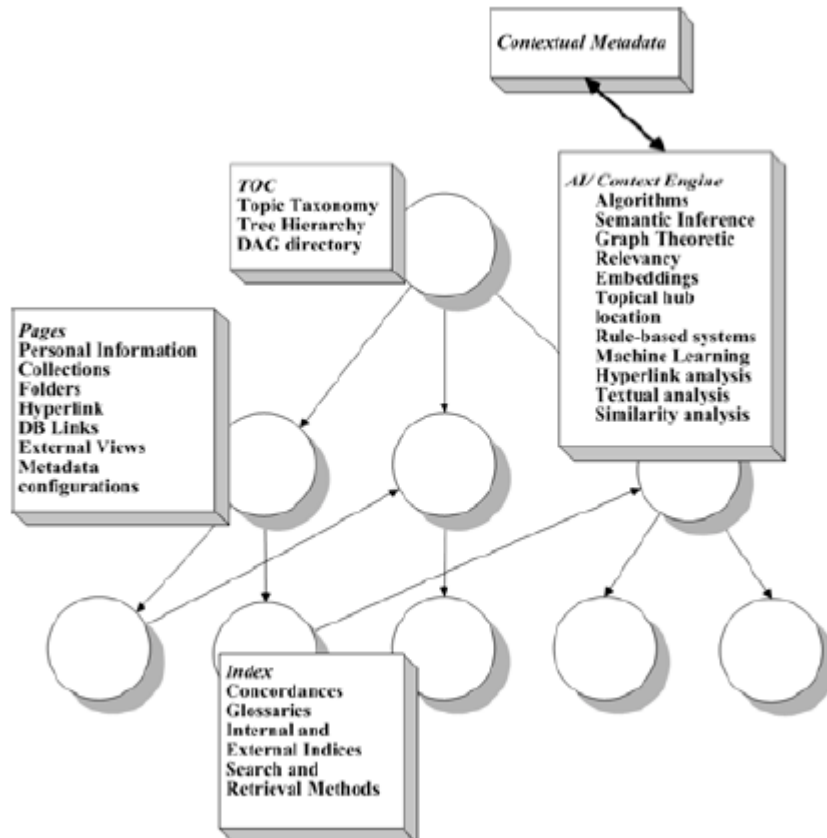 Contextual Metadata
TOC
Topic Taxonomy
Tree Hierarchy
DAG directory
AI/ Context Engine
Algorithms
Semantic Inference
Graph Theoretic
Relevancy
Embeddings
Topical hub
location
Rule-based systems
Machine Learning
Hyperlink analysis
Textual analysis
Similarity analysis
Pages
Personal Information
Collections
Folders
Hyperlink
DB Links
External Views
Metadata
configurations
Index
Concordances
Glossaries
Internal and
External Indices
Search and
Retrieval Methods